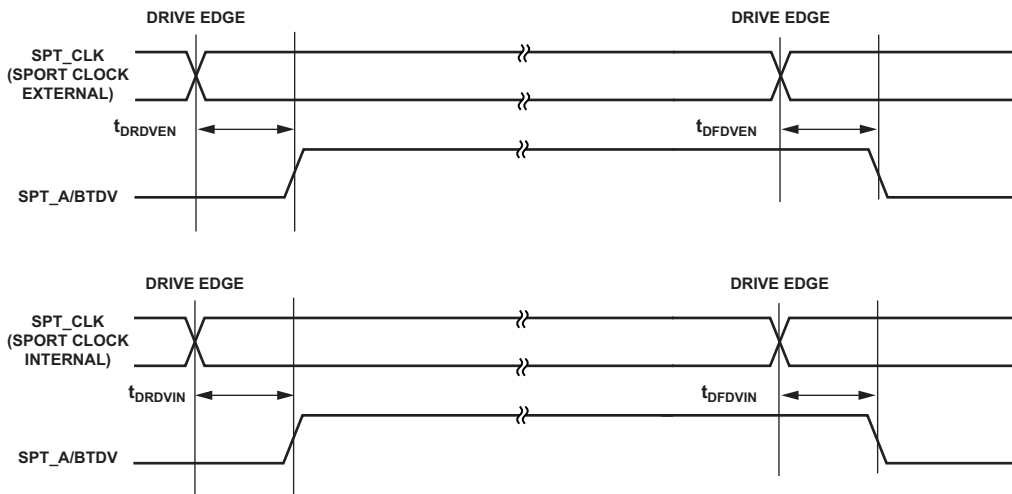 DRIVE EDGE
DRIVE EDGE
SPT_CLK
(SPORT CLOCK
EXTERNAL)
tDRDVEN
tDFDVEN
SPT_A/BTDV
DRIVE EDGE
DRIVE EDGE
SPT_CLK
(SPORT CLOCK
INTERNAL)
tDRDVIN
tDFDVIN
SPT_A/BTDV